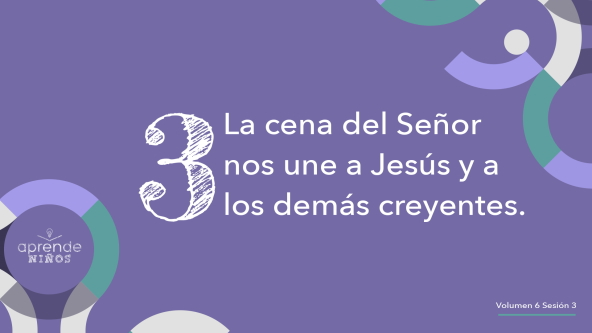 3
La cena del Señor
nos une a Jesús y a
los demás creyentes.
aprende
NIÑOS
Volumen 6 Sesión 3